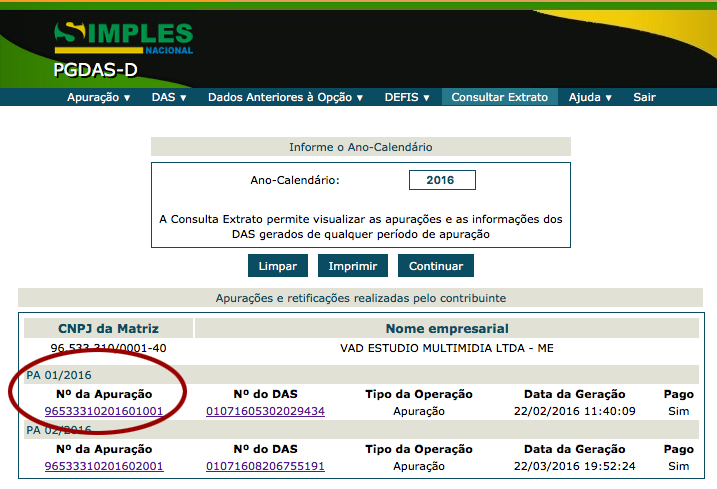 SIMPLES
NACIONAL
PGDAS-D
Apuração ▼ DAS ▼ Dados Anteriores à Opção ▼ DEFIS ▼ Consultar Extrato Ajuda ▼ Sair
Informe o Ano-Calendário
Ano-Calendário: 2016
A Consulta Extrato permite visualizar as apurações e as informações dos
DAS gerados de qualquer período de apuração
Limpar Imprimir Continuar
Apurações e retificações realizadas pelo contribuinte
CNPJ da Matriz Nome empresarial
96.533.310/0001-40 VAD ESTUDIO MULTIMIDIA LTDA - ME
PA 01/2016
Nº da Apuração Nº do DAS Tipo da Operação Data da Geração Pago
96533310201601001 01071605302029434 Apuração 22/02/2016 11:40:09 Sim
PA 02/2016
Nº da Apuração Nº do DAS Tipo da Operação Data da Geração Pago
96533310201602001 01071608206755191 Apuração 22/03/2016 19:52:24 Sim